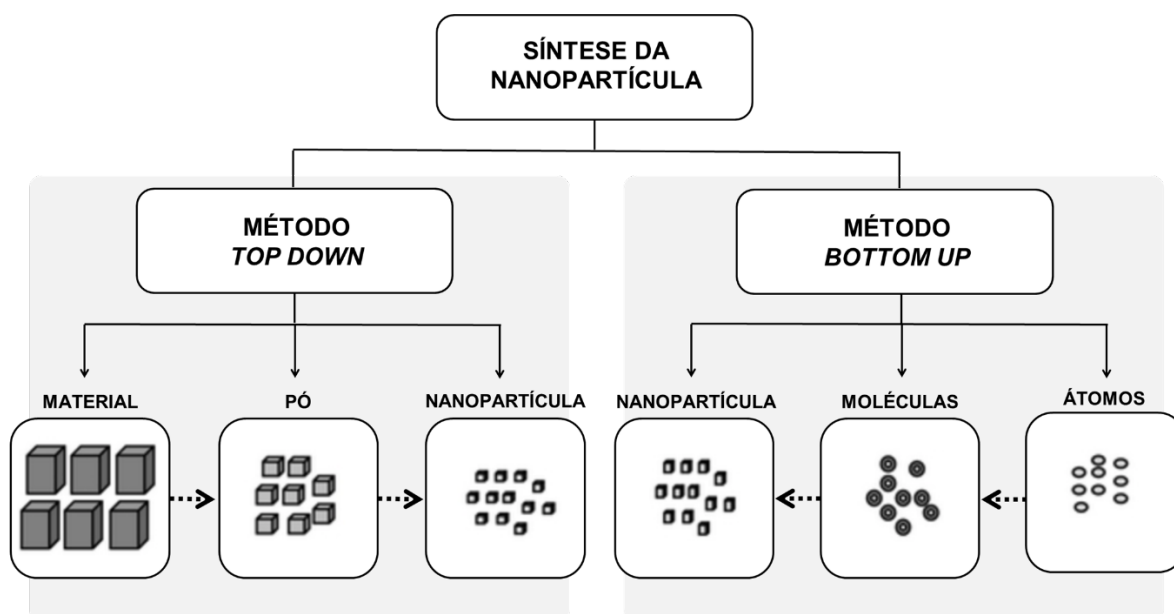 SÍNTESE DA
NANOPARTÍCULA
MÉTODO
TOP DOWN
MÉTODO
BOTTOM UP
MATERIAL
PÓ
NANOPARTÍCULA
NANOPARTÍCULA
MOLÉCULAS
ÁTOMOS